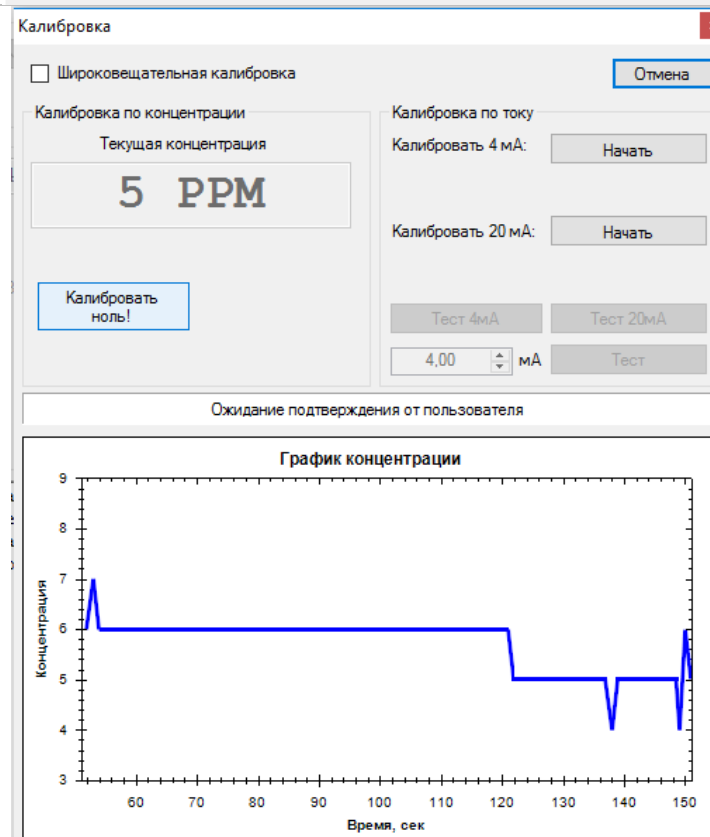 Калибровка
Широковещательная калибровка
Отмена
Калибровка по концентрации
Текущая концентрация
5 PPM
Калибровать
ноль!
Калибровка по току
Калибровать 4 мА:
Начать
Калибровать 20 мА:
Начать
Тест 4мА
Тест 20мА
4,00
мА
Тест
Ожидание подтверждения от пользователя
График концентрации
Концентрация
9
8
7
6
5
4
3
60 70 80 90 100 110 120 130 140 150
Время, сек